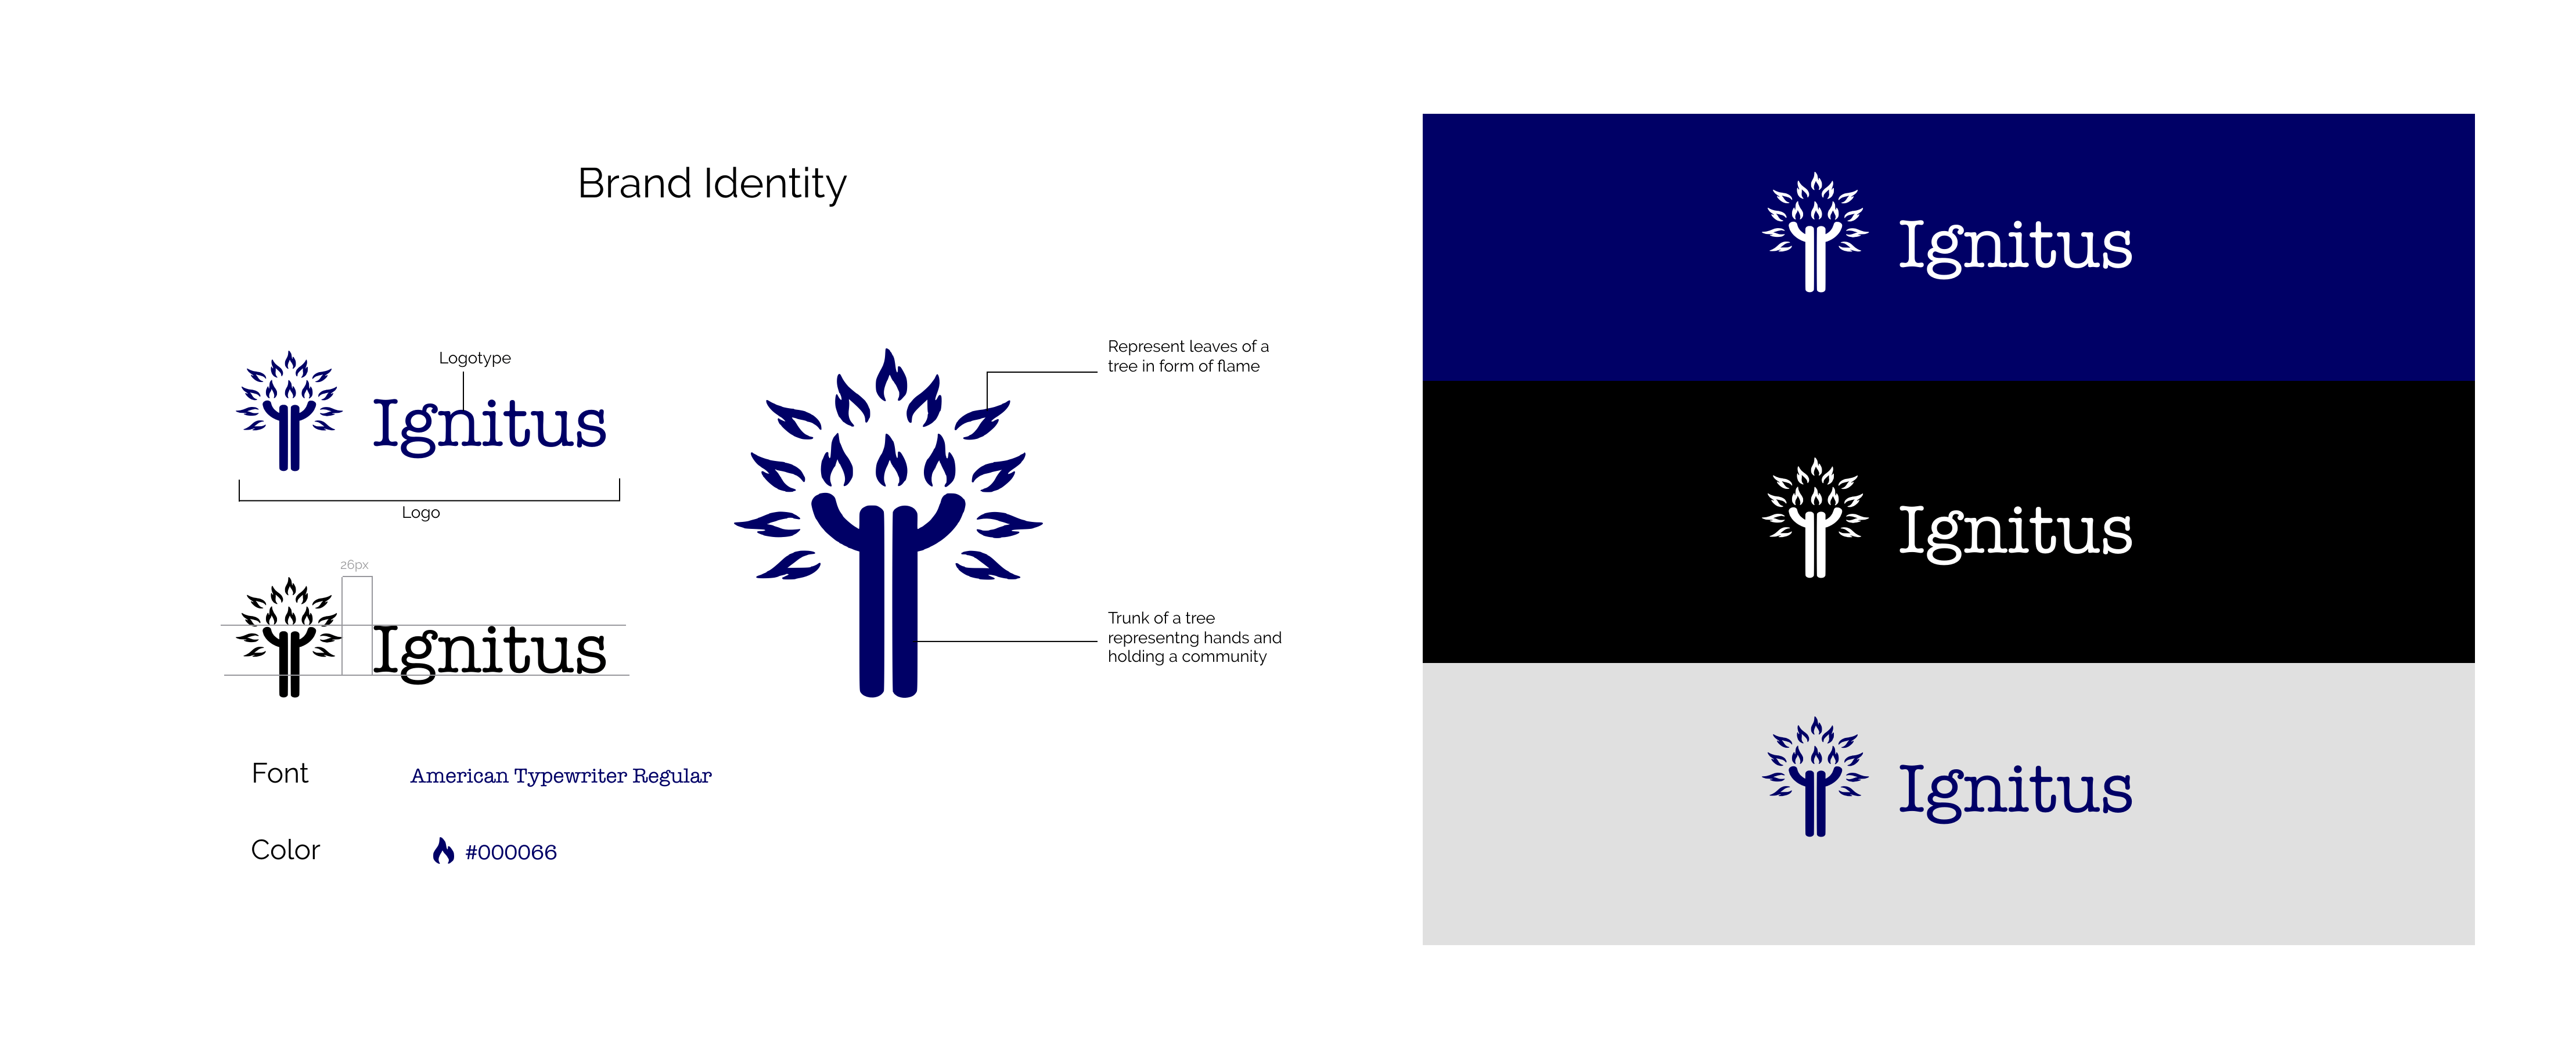 Brand Identity
Logotype
Ignitus
Logo
26px
Ignitus
Font
American Typewriter Regular
Color
#000066
Represent leaves of a
tree in form of flame
Trunk of a tree
representng hands and
holding a community
Ignitus
Ignitus
Ignitus